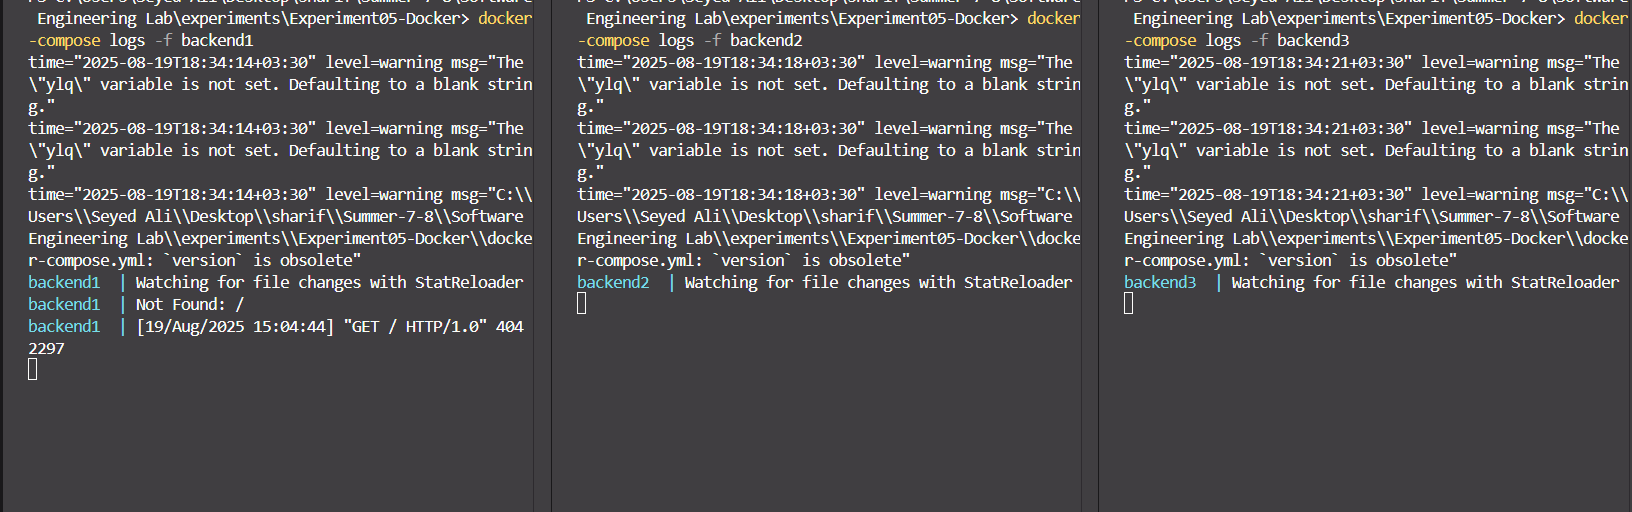 Engineering Lab\experiments\Experiment05-Docker> docker
-compose logs -f backend1
time="2025-08-19T18:34:14+03:30" level=warning msg="The
\"ylq\" variable is not set. Defaulting to a blank strin
g."
time="2025-08-19T18:34:14+03:30" level=warning msg="The
\"ylq\" variable is not set. Defaulting to a blank strin
g."
time="2025-08-19T18:34:14+03:30" level=warning msg="C:\\
Users\\Seyed Ali\\Desktop\\sharif\\Summer-7-8\\Software
Engineering Lab\\experiments\\Experiment05-Docker\\docke
r-compose.yml: `version` is obsolete"
backend1  | Watching for file changes with StatReloader
backend1  | Not Found: /
backend1  | [19/Aug/2025 15:04:44] "GET / HTTP/1.0" 404
2297
Engineering Lab\experiments\Experiment05-Docker> docker
-compose logs -f backend2
time="2025-08-19T18:34:18+03:30" level=warning msg="The
\"ylq\" variable is not set. Defaulting to a blank strin
g."
time="2025-08-19T18:34:18+03:30" level=warning msg="The
\"ylq\" variable is not set. Defaulting to a blank strin
g."
time="2025-08-19T18:34:18+03:30" level=warning msg="C:\\
Users\\Seyed Ali\\Desktop\\sharif\\Summer-7-8\\Software
Engineering Lab\\experiments\\Experiment05-Docker\\docke
r-compose.yml: `version` is obsolete"
backend2  | Watching for file changes with StatReloader
Engineering Lab\experiments\Experiment05-Docker> docker
-compose logs -f backend3
time="2025-08-19T18:34:21+03:30" level=warning msg="The
\"ylq\" variable is not set. Defaulting to a blank strin
g."
time="2025-08-19T18:34:21+03:30" level=warning msg="The
\"ylq\" variable is not set. Defaulting to a blank strin
g."
time="2025-08-19T18:34:21+03:30" level=warning msg="C:\\
Users\\Seyed Ali\\Desktop\\sharif\\Summer-7-8\\Software
Engineering Lab\\experiments\\Experiment05-Docker\\docke
r-compose.yml: `version` is obsolete"
backend3  | Watching for file changes with StatReloader